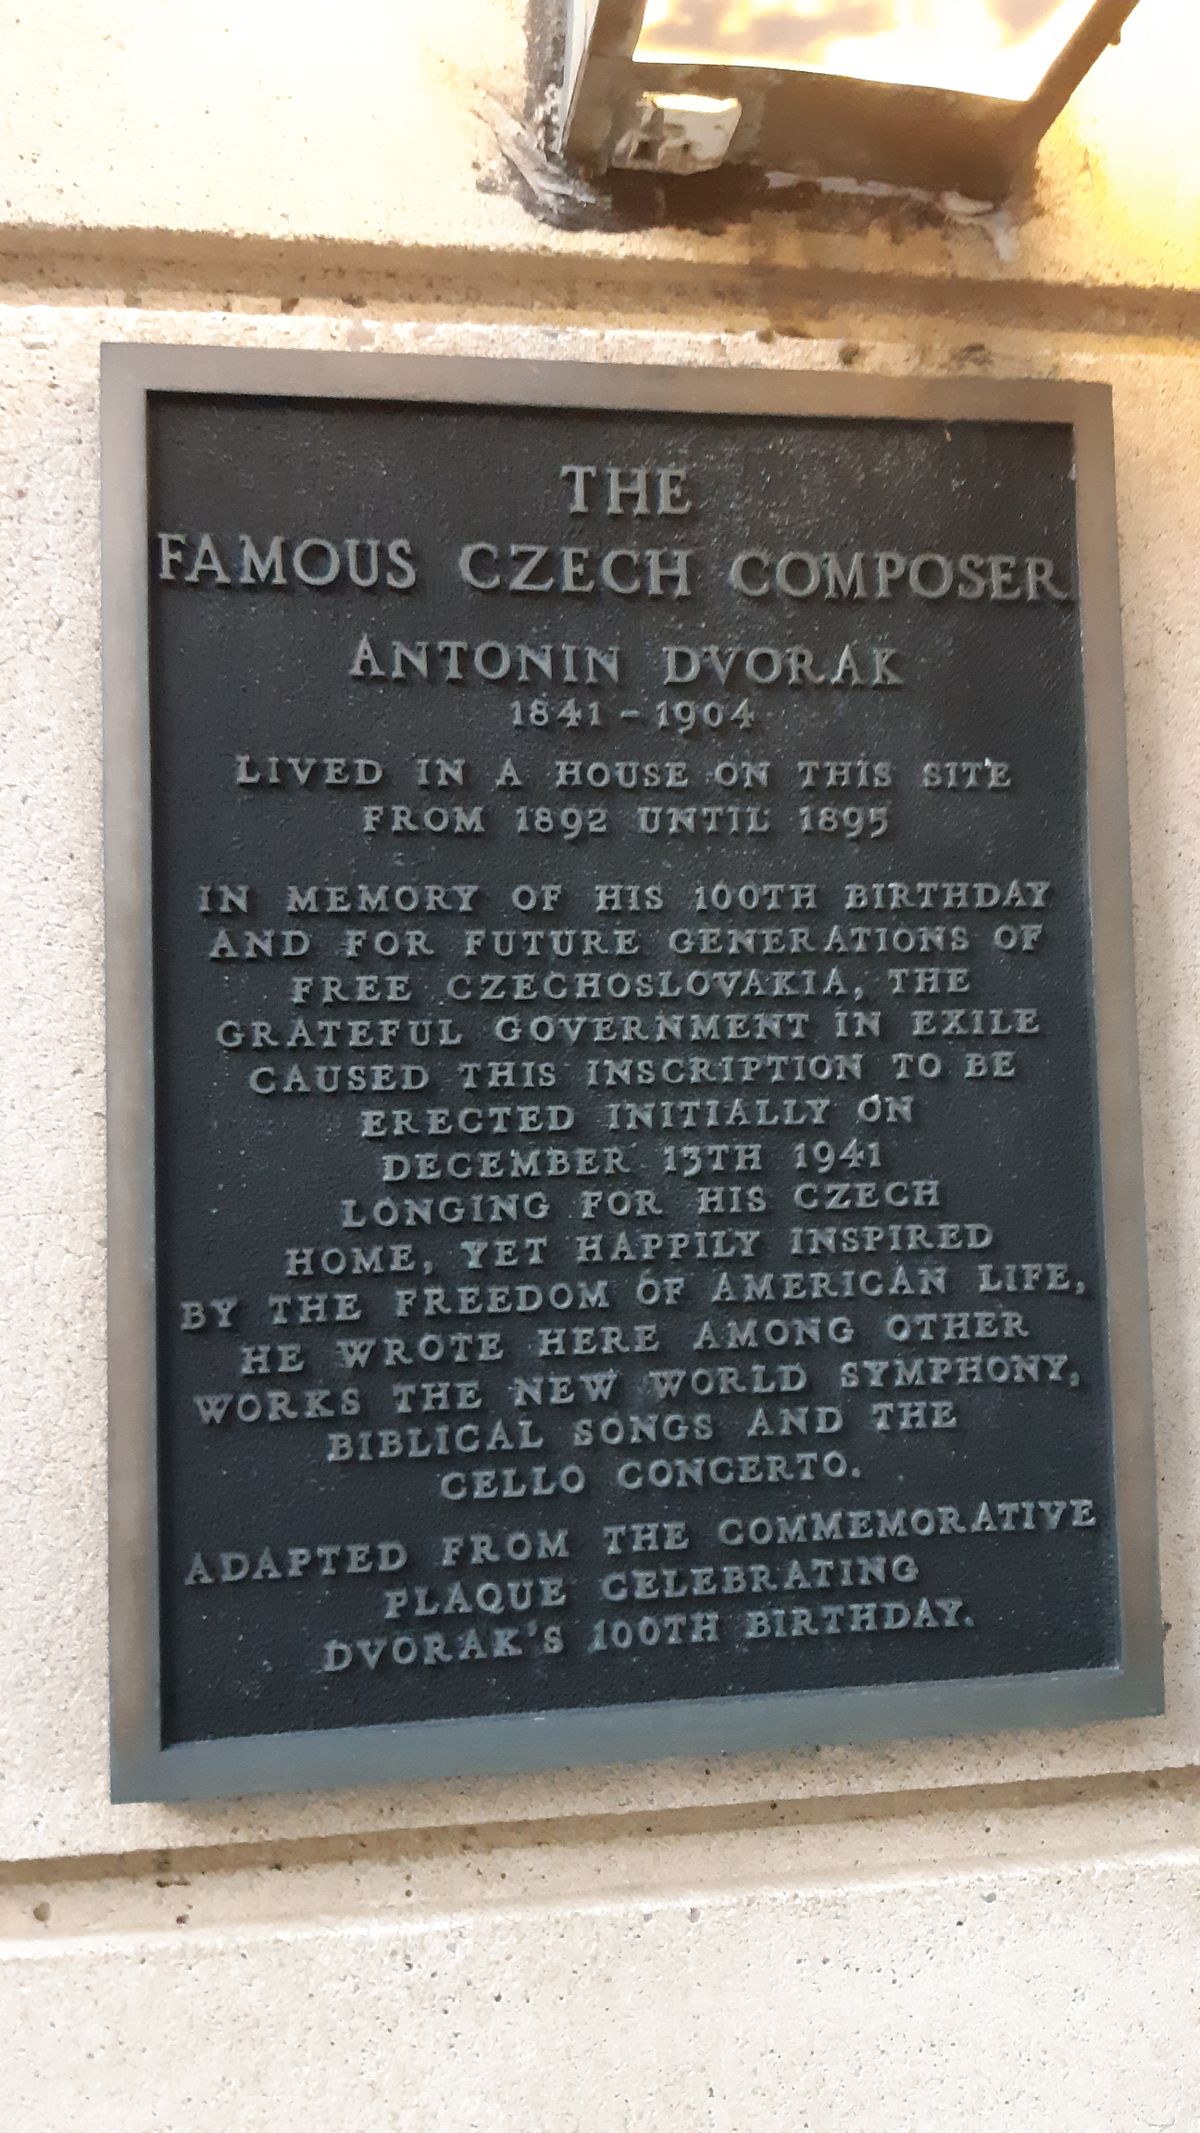 THE
FAMOUS CZECH COMPOSER
ANTONIN DVORAK
1841 - 1904
LIVED IN A HOUSE ON THIS SITE
FROM 1892 UNTIL 1895
IN MEMORY OF HIS 100TH BIRTHDAY
AND FOR FUTURE GENERATIONS OF
FREE CZECHOSLOVAKIA, THE
GRATEFUL GOVERNMENT IN EXILE
CAUSED THIS INSCRIPTION TO BE
ERECTED INITIALLY ON
DECEMBER 13TH 1941
LONGING FOR HIS CZECH
HOME, YET HAPPILY INSPIRED
BY THE FREEDOM OF AMERICAN LIFE,
HE WROTE HERE AMONG OTHER
WORKS THE NEW WORLD SYMPHONY,
BIBLICAL SONGS AND THE
CELLO CONCERTO.
ADAPTED FROM THE COMMEMORATIVE
PLAQUE CELEBRATING
DVORAK'S 100TH BIRTHDAY.